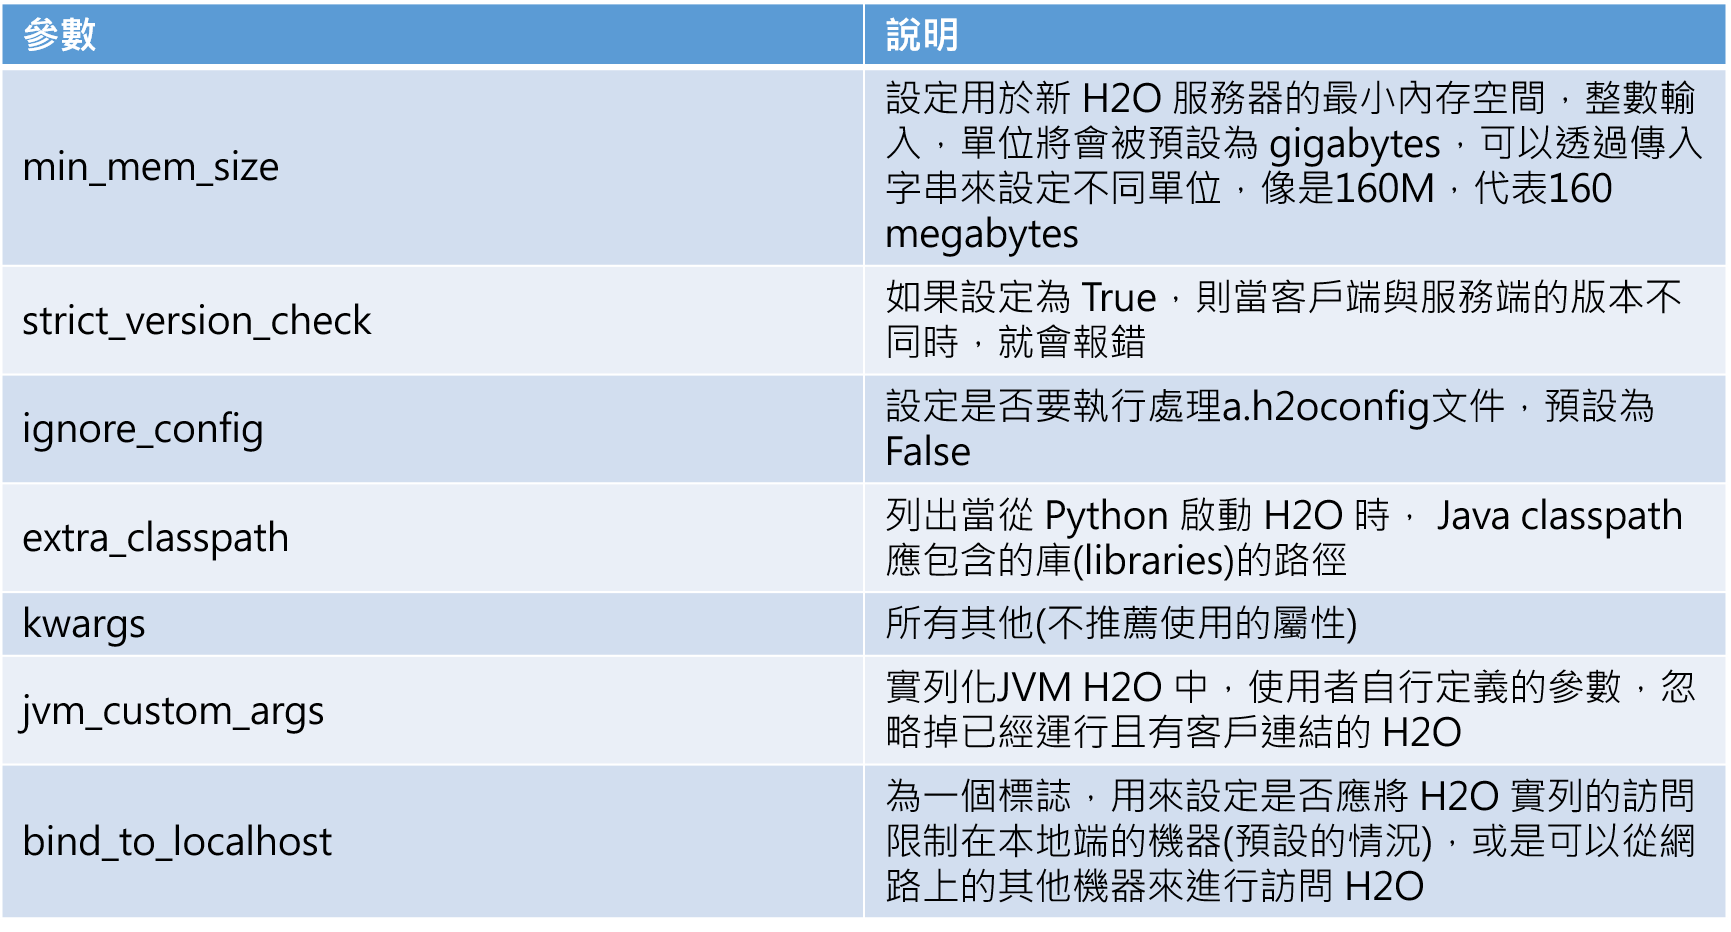 參數
說明
min_mem_size
設定用於新 H2O 服務器的最小內存空間，整數輸
入，單位將會被預設為 gigabytes，可以透過傳入
字串來設定不同單位，像是160M，代表160
megabytes
strict_version_check
如果設定為 True，則當客戶端與服務端的版本不
同時，就會報錯
ignore_config
設定是否要執行處理a.h2oconfig文件，預設為
False
extra_classpath
列出當從 Python 啟動 H2O 時， Java classpath
應包含的庫(libraries)的路徑
kwargs
所有其他(不推薦使用的屬性)
jvm_custom_args
實列化JVM H2O 中，使用者自行定義的參數，忽
略掉已經運行且有客戶連結的 H2O
bind_to_localhost
為一個標誌，用來設定是否應將 H2O 實列的訪問
限制在本地端的機器(預設的情況)，或是可以從網
路上的其他機器來進行訪問 H2O